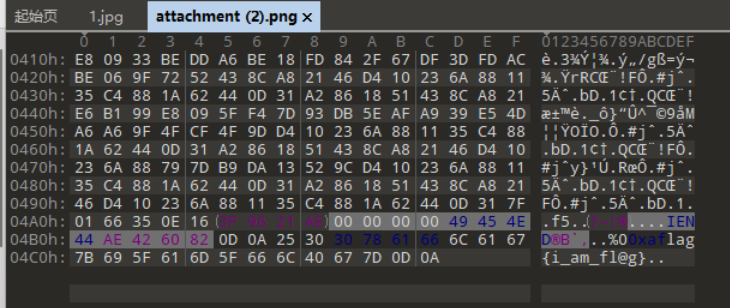 起始页 1.jpg attachment (2).png ×
0 1 2 3 4 5 6 7 8 9 A B C D E F 0123456789ABCDEF
0410h: E8 09 33 BE DD A6 BE 18 FD 84 2F 67 DF 3D FD AC è.3¾Ý¦¾.ý„/gß=ý¬
0420h: BE 06 9F 72 52 43 8C A8 21 46 D4 10 23 6A 88 11 ¾.ŸrRCŒ¨!FÔ.#jˆ.
0430h: 35 C4 88 1A 62 44 0D 31 A2 86 18 51 43 8C A8 21 5Äˆ.bD.1¢†.QCŒ¨!
0440h: E6 B1 99 E8 09 5F F4 7D 93 DB 5E AF A9 39 E5 4D æ±™è._ô}“Û^¯©9åM
0450h: A6 A6 9F 4F CF 4F 9D D4 10 23 6A 88 11 35 C4 88 ¦¦ŸOÏO.Ô.#jˆ.5Äˆ
0460h: 1A 62 44 0D 31 A2 86 18 51 43 8C A8 21 46 D4 10 .bD.1¢†.QCŒ¨!FÔ.
0470h: 23 6A 88 79 7D B9 DA 13 52 9C D4 10 23 6A 88 11 #jˆy}¹Ú.RœÔ.#jˆ.
0480h: 35 C4 88 1A 62 44 0D 31 A2 86 18 51 43 8C A8 21 5Äˆ.bD.1¢†.QCŒ¨!
0490h: 46 D4 10 23 6A 88 11 35 C4 88 1A 62 44 0D 31 7F FÔ.#jˆ.5Äˆ.bD.1.
04A0h: 01 66 35 0E 16 00 00 00 00 49 45 4E .f5.. ....IEN
04B0h: 44 AE 42 60 82 0D 0A 25 30 30 78 61 66 6C 61 67 D®B`‚..%00xaflag
04C0h: 7B 69 5F 61 6D 5F 66 6C 40 67 7D 0D 0A {i_am_fl@g}..